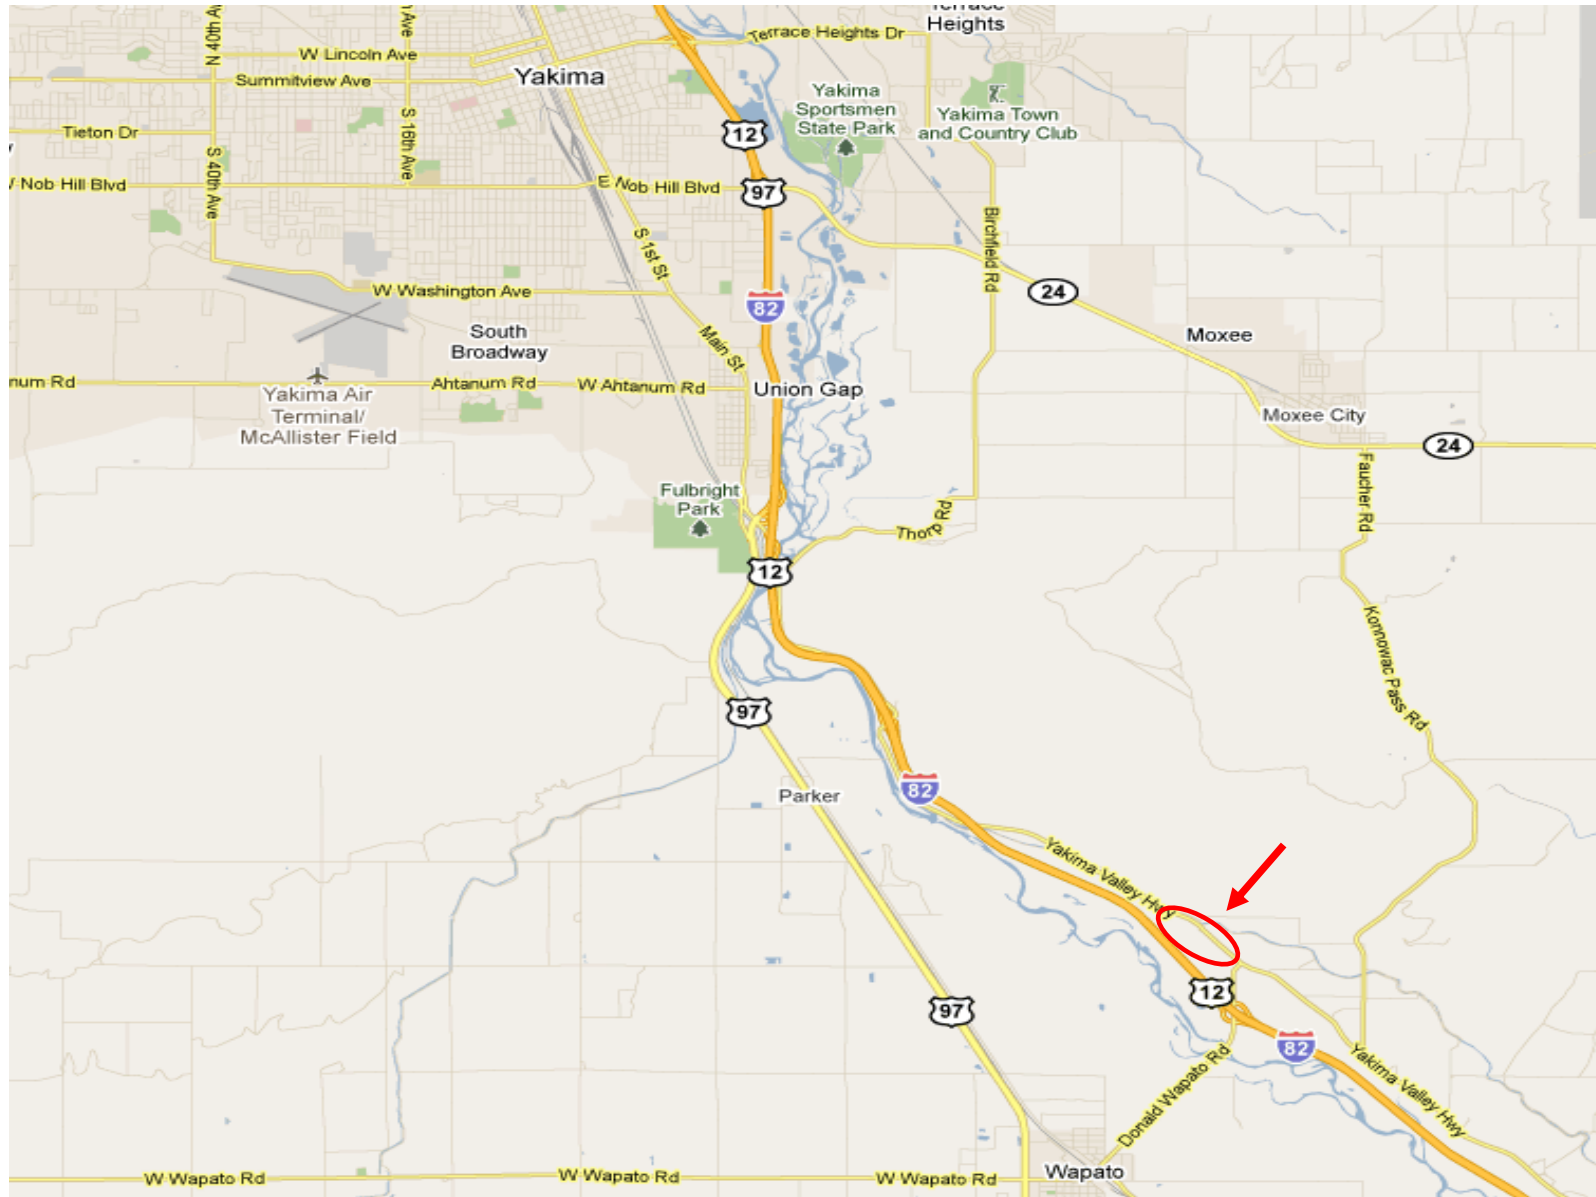 Terrace
Heights
N 40th Av
Ave
W Lincoln Ave
Terrace Heights Dr
Summitview Ave
Yakima
Yakima
Sportsmen
State Park
Yakima Town
and Country Club
S 16th Ave
12
Tieton Dr
S 40th Ave
Nob Hill Blvd
E Nob Hill Blvd
97
Birchfield Rd
S 1st St
W Washington Ave
24
82
South
Broadway
Main St
Moxee
num Rd
Ahtanum Rd
W Ahtanum Rd
Union Gap
Yakima Air
Terminal/
McAllister Field
Moxee City
24
Faucher Rd
Fulbright
Park
Thorp Rd
12
Konnowac Pass Rd
97
82
Parker
Yakima Valley Hwy
12
97
82
Donald Wapato Rd
Yakima Valley Hwy
W Wapato Rd
W Wapato Rd
W Wapato Rd
Wapato